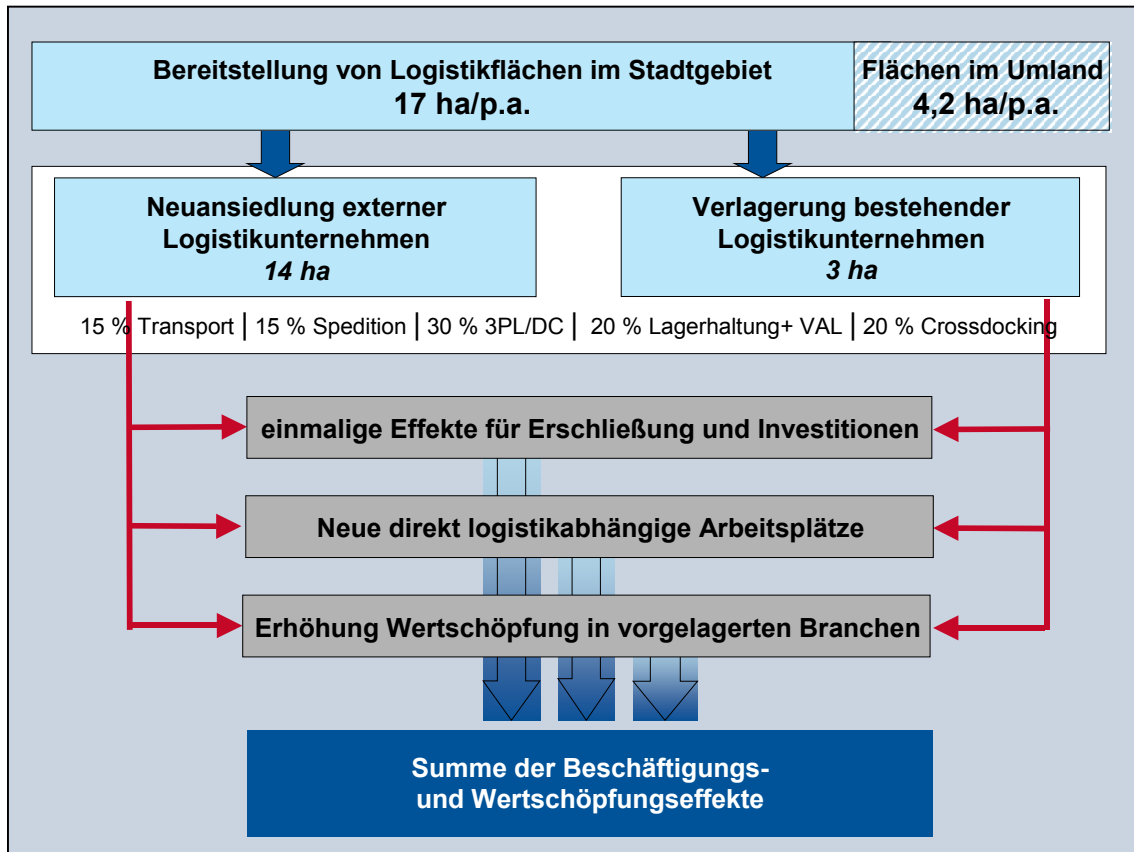 Bereitstellung von Logistikflächen im Stadtgebiet
17 ha/p.a.
Flächen im Umland
4,2 ha/p.a.
Neuansiedlung externer
Logistikunternehmen
14 ha
Verlagerung bestehender
Logistikunternehmen
3 ha
15 % Transport | 15 % Spedition | 30 % 3PL/DC | 20 % Lagerhaltung+ VAL | 20 % Crossdocking
einmalige Effekte für Erschließung und Investitionen
Neue direkt logistikabhängige Arbeitsplätze
Erhöhung Wertschöpfung in vorgelagerten Branchen
Summe der Beschäftigungs-
und Wertschöpfungseffekte